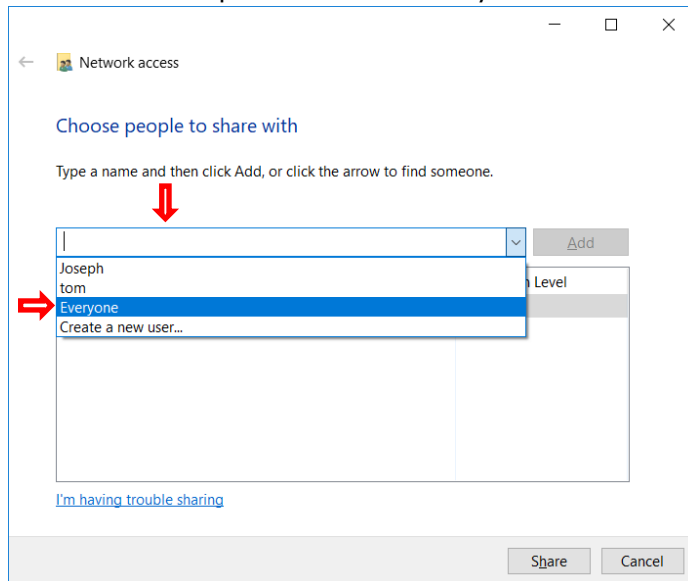 Network access
Choose people to share with
Type a name and then click Add, or click the arrow to find someone.
Add
Joseph
tom
Level
Everyone
Create a new user...
I'm having trouble sharing
Share Cancel